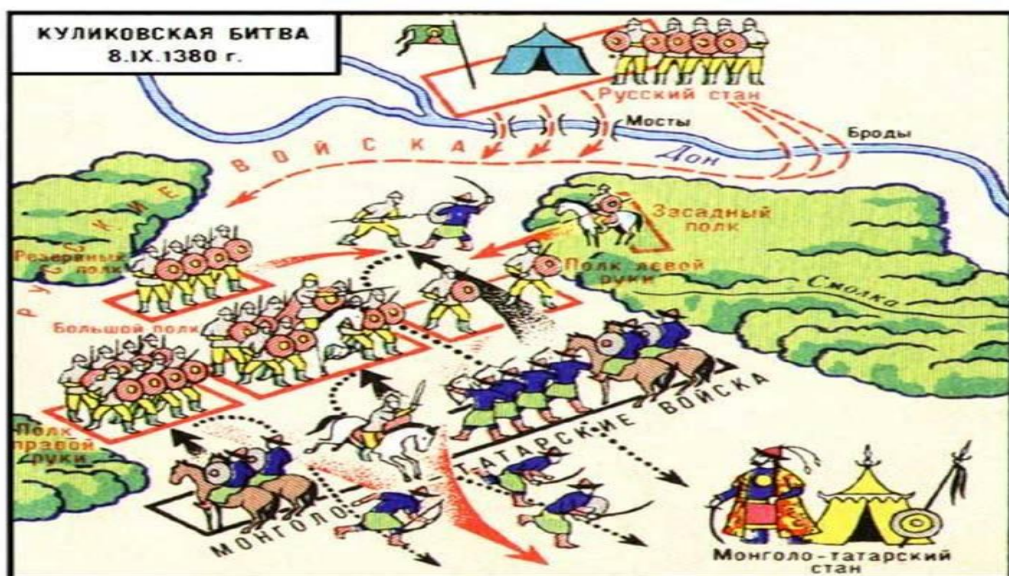 КУЛИКОВСКАЯ БИТВА
8.IX.1380 г.
Русский стан
Мосты
Броды
Дон
РУССКИЕ ВОЙСКА
Засадный
полк
Резервный
полк
Полк левой
руки
Смолка
Большой полк
Полк
правой
руки
МОНГОЛО-ТАТАРСКИЕ ВОЙСКА
Монголо-татарский
стан